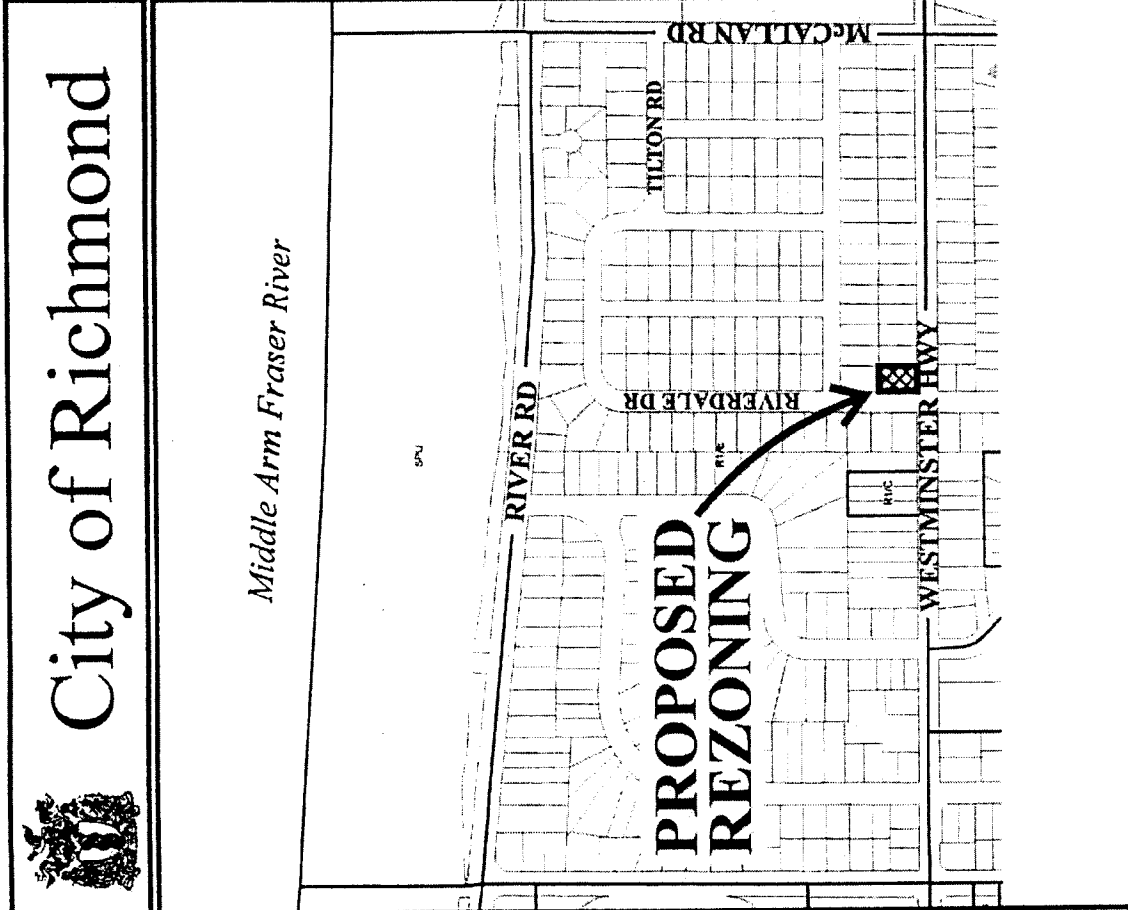 City of Richmond
Middle Arm Fraser River
SPU
RIVER RD
McCALLAN RD
TILTON RD
RIVERDALE DR
R1/E
PROPOSED
REZONING
R1/C
WESTMINSTER HWY